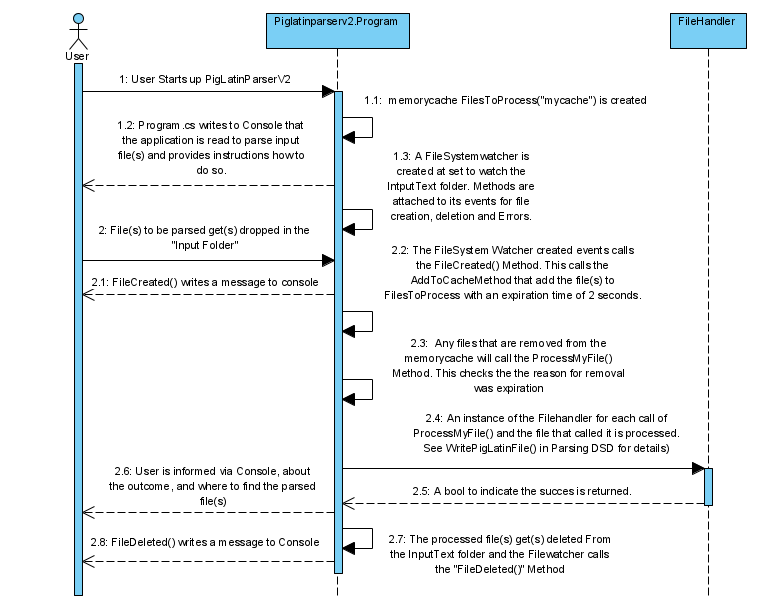 Piglatinparserv2.Program
FileHandler
User
1: User Starts up PigLatinParserV2
1.1:  memorycache FilesToProcess("mycache") is created
1.2: Program.cs writes to Console that
the application is read to parse input
file(s) and provides instructions how to
do so.
1.3: A FileSystemwatcher is
created at set to watch the
IntputText folder. Methods are
attached to its events for file
creation, deletion and Errors.
2: File(s) to be parsed get(s) dropped in the
"Input Folder"
2.1: FileCreated() writes a message to console
2.2: The FileSystem Watcher created events calls
the FileCreated() Method. This calls the
AddToCacheMethod that add the file(s) to
FilesToProcess with an expiration time of 2 seconds.
2.3:  Any files that are removed from the
memorycache will call the ProcessMyFile()
Method. This checks the the reason for removal
was expiration
2.4: An instance of the Filehandler for each call of
ProcessMyFile() and the file that called it is processed.
See WritePigLatinFile() in Parsing DSD for details)
2.6: User is informed via Console, about
the outcome, and where to find the parsed
file(s)
2.5: A bool to indicate the succes is returned.
2.7: The processed file(s) get(s) deleted From
the InputText folder and the Filewatcher calls
the "FileDeleted()" Method
2.8: FileDeleted() writes a message to Console